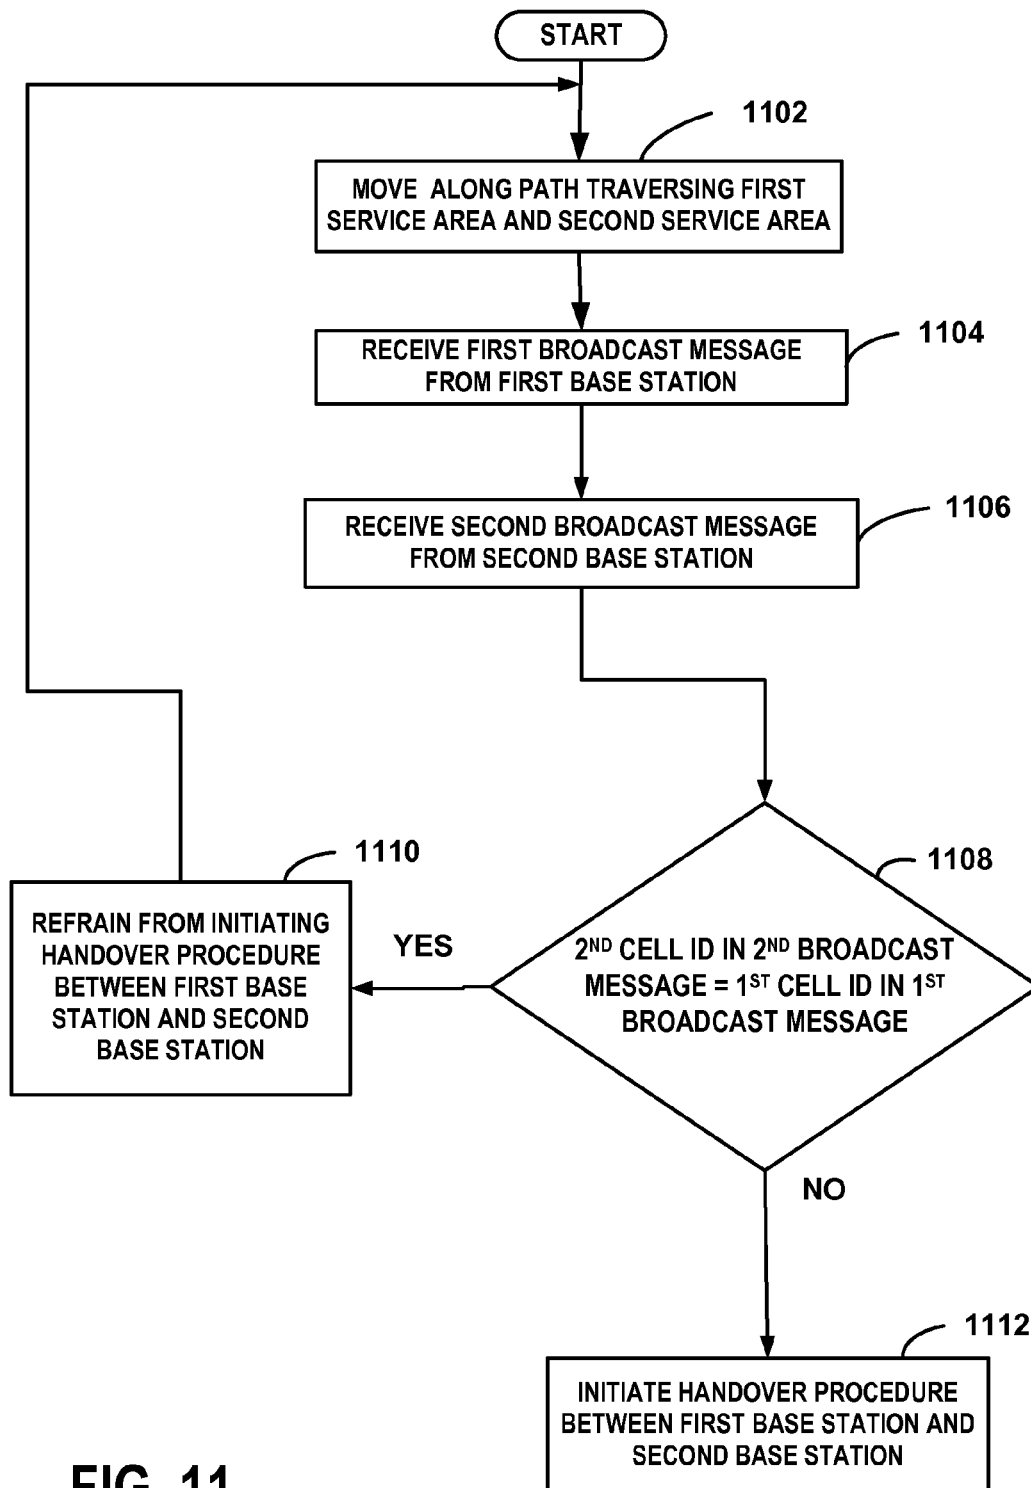 START
1102
MOVE ALONG PATH TRAVERSING FIRST
SERVICE AREA AND SECOND SERVICE AREA
1104
RECEIVE FIRST BROADCAST MESSAGE
FROM FIRST BASE STATION
1106
RECEIVE SECOND BROADCAST MESSAGE
FROM SECOND BASE STATION
1108
2ND CELL ID IN 2ND BROADCAST
MESSAGE = 1ST CELL ID IN 1ST
BROADCAST MESSAGE
YES
1110
REFRAIN FROM INITIATING
HANDOVER PROCEDURE
BETWEEN FIRST BASE
STATION AND SECOND
BASE STATION
NO
1112
INITIATE HANDOVER PROCEDURE
BETWEEN FIRST BASE STATION AND
SECOND BASE STATION
FIG. 11